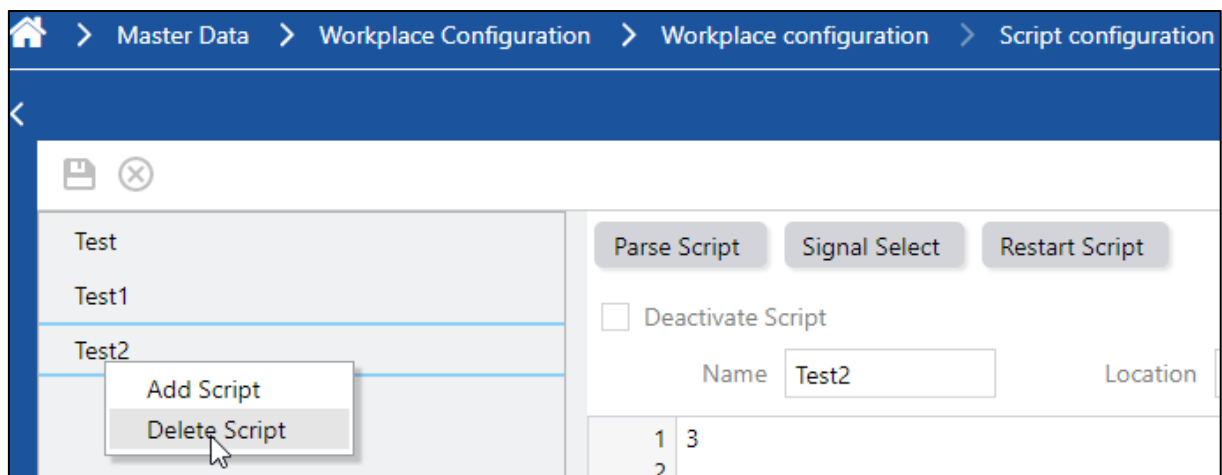 Master Data > Workplace Configuration > Workplace configuration > Script configuration
Test
Test1
Test2
Add Script
Delete Script
Parse Script Signal Select Restart Script
Deactivate Script
Name Test2 Location
1 3
2